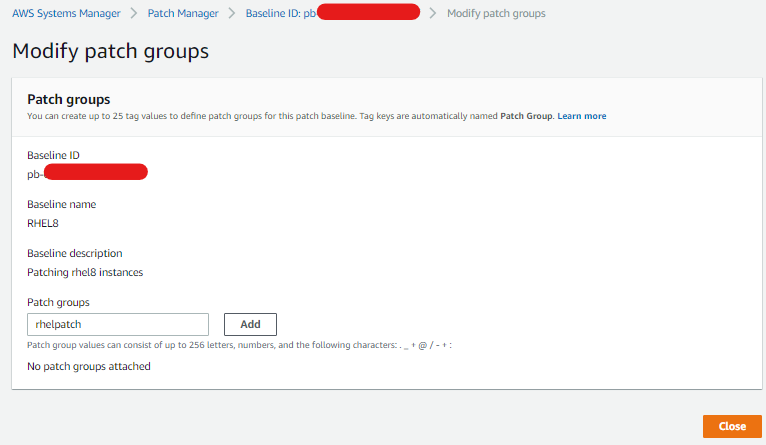 AWS Systems Manager > Patch Manager > Baseline ID: pb- > Modify patch groups
Modify patch groups
Patch groups
You can create up to 25 tag values to define patch groups for this patch baseline. Tag keys are automatically named Patch Group. Learn more
Baseline ID
pb-
Baseline name
RHEL8
Baseline description
Patching rhel8 instances
Patch groups
rhelpatch Add
Patch group values can consist of up to 256 letters, numbers, and the following characters: . _ + @ / - + :
No patch groups attached
Close